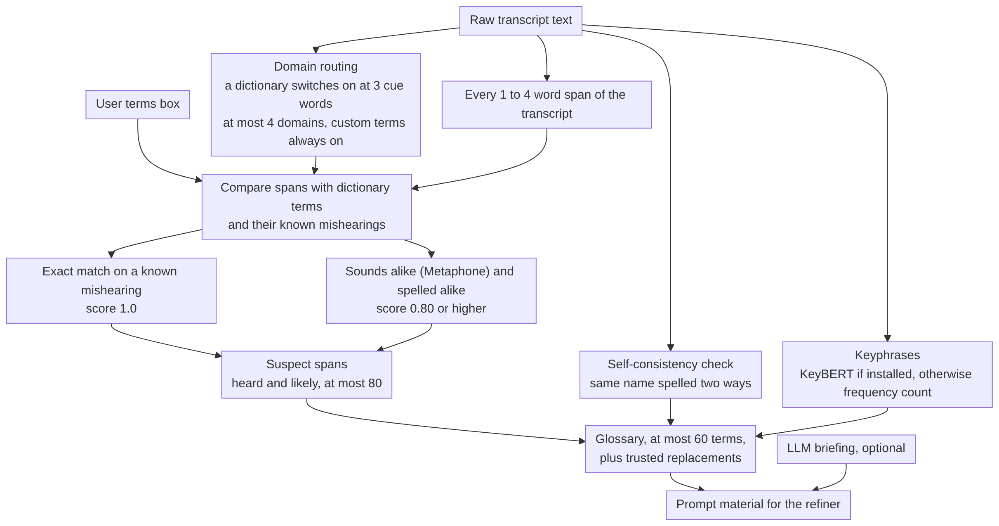 Raw transcript text
Domain routing
a dictionary switches on at 3 cue
words
at most 4 domains, custom terms
always on
User terms box
Every 1 to 4 word span of the
transcript
Compare spans with dictionary
terms
and their known mishearings
Exact match on a known
mishearing
score 1.0
Sounds alike (Metaphone) and
spelled alike
score 0.80 or higher
Suspect spans
heard and likely, at most 80
Self-consistency check
same name spelled two ways
Keyphrases
KeyBERT if installed, otherwise
frequency count
Glossary, at most 60 terms,
plus trusted replacements
LLM briefing, optional
Prompt material for the refiner